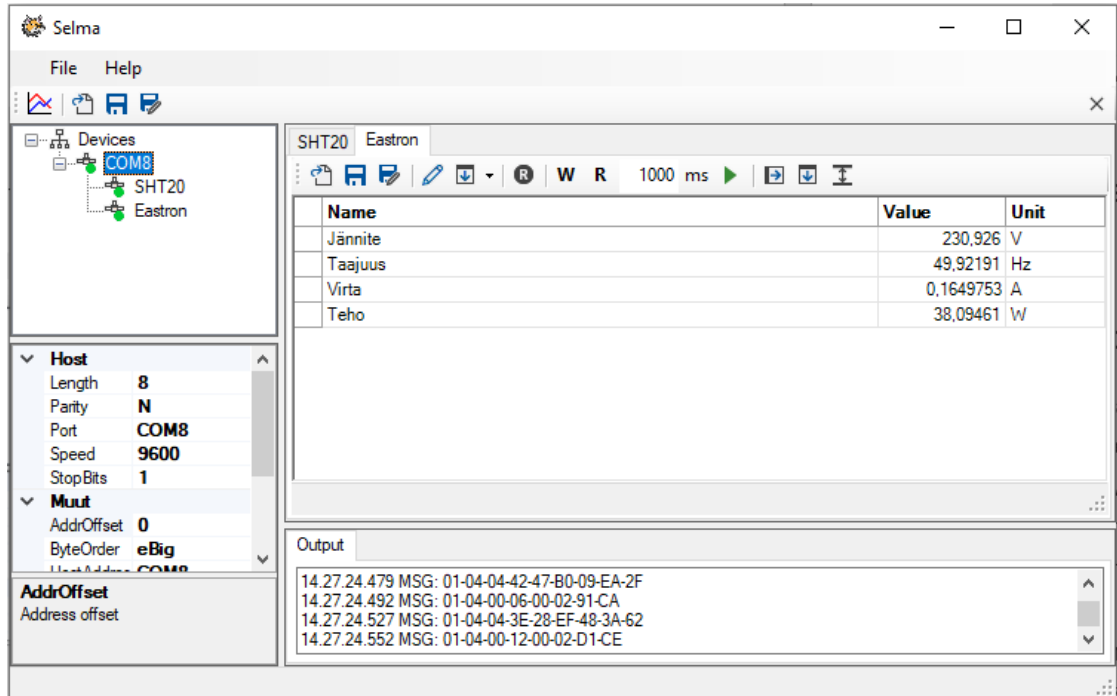 Selma
File Help
Devices
COM8
SHT20
Eastron
Host
Length 8
Parity N
Port COM8
Speed 9600
StopBits 1
Muut
AddrOffset 0
ByteOrder eBig
COM8
AddrOffset
Address offset
SHT20 Eastron
R W R 1000 ms
Name Value Unit
Jännite 230,926 V
Taajuus 49,92191 Hz
Virta 0,1649753 A
Teho 38,09461 W
Output
14.27.24.479 MSG: 01-04-04-42-47-B0-09-EA-2F
14.27.24.492 MSG: 01-04-00-06-00-02-91-CA
14.27.24.527 MSG: 01-04-04-3E-28-EF-48-3A-62
14.27.24.552 MSG: 01-04-00-12-00-02-D1-CE